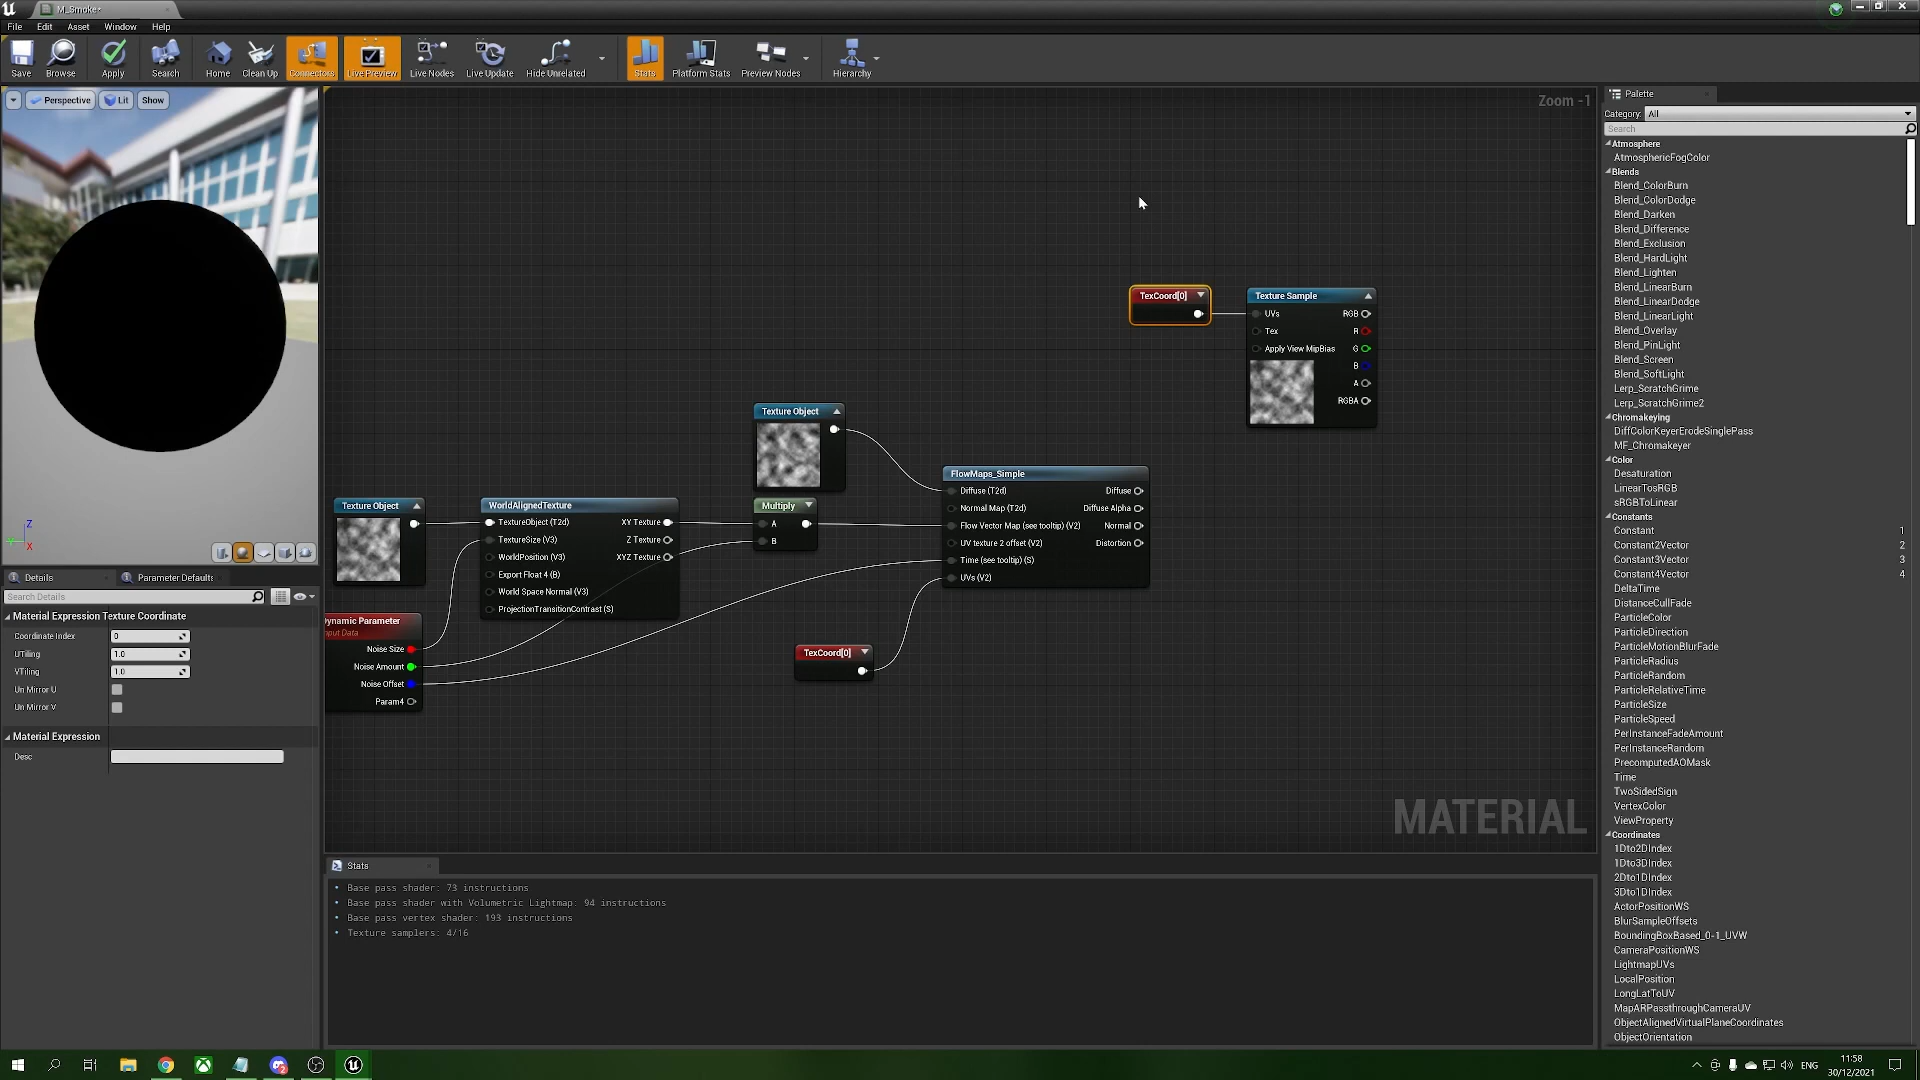 M_Smoke*
File Edit Asset Window Help
Save Browse Apply Search Home Clean Up Connectors Live Preview Live Nodes Live Update Hide Unrelated Stats Platform Stats Preview Nodes Hierarchy
Perspective Lit Show
Zoom -1
Palette
Category: All
Search
Atmosphere
AtmosphericFogColor
Blends
Blend_ColorBurn
Blend_ColorDodge
Blend_Darken
Blend_Difference
Blend_Exclusion
Blend_HardLight
Blend_Lighten
Blend_LinearBurn
Blend_LinearDodge
Blend_LinearLight
Blend_Overlay
Blend_PinLight
Blend_Screen
Blend_SoftLight
Lerp_ScratchGrime
Lerp_ScratchGrime2
Chromakeying
DiffColorKeyerErodeSinglePass
MF_Chromakeyer
Color
Desaturation
LinearTosRGB
sRGBToLinear
Constants
Constant 1
Constant2Vector 2
Constant3Vector 3
Constant4Vector 4
DeltaTime
DistanceCullFade
ParticleColor
ParticleDirection
ParticleMotionBlurFade
ParticleRadius
ParticleRandom
ParticleRelativeTime
ParticleSize
ParticleSpeed
PerInstanceFadeAmount
PerInstanceRandom
PrecomputedAOMask
Time
TwoSidedSign
VertexColor
ViewProperty
Coordinates
1Dto2DIndex
1Dto3DIndex
2Dto1DIndex
3Dto1DIndex
ActorPositionWS
BlurSampleOffsets
BoundingBoxBased_0-1_UVW
CameraPositionWS
LightmapUVs
LocalPosition
LongLatToUV
MapARPassthroughCameraUV
ObjectAlignedVirtualPlaneCoordinates
ObjectOrientation
TexCoord[0]
Texture Sample
UVs RGB
Tex R
Apply View MipBias G
B
A
RGBA
Texture Object
FlowMaps_Simple
Diffuse (T2d) Diffuse
Normal Map (T2d) Diffuse Alpha
Flow Vector Map (see tooltip) (V2) Normal
UV texture 2 offset (V2) Distortion
Time (see tooltip) (S)
UVs (V2)
Multiply
A
B
Texture Object
WorldAlignedTexture
TextureObject (T2d) XY Texture
TextureSize (V3) Z Texture
WorldPosition (V3) XYZ Texture
Export Float 4 (B)
World Space Normal (V3)
ProjectionTransitionContrast (S)
ynamic Parameter
nput Data
Noise Size
Noise Amount
Noise Offset
Param4
TexCoord[0]
MATERIAL
Z
Y
X
Details Parameter Defaults
Search Details
Material Expression Texture Coordinate
Coordinate Index 0
UTiling 1.0
VTiling 1.0
Un Mirror U
Un Mirror V
Material Expression
Desc
Stats
Base pass shader: 73 instructions
Base pass shader with Volumetric Lightmap: 94 instructions
Base pass vertex shader: 193 instructions
Texture samplers: 4/16
ENG
11:58
30/12/2021